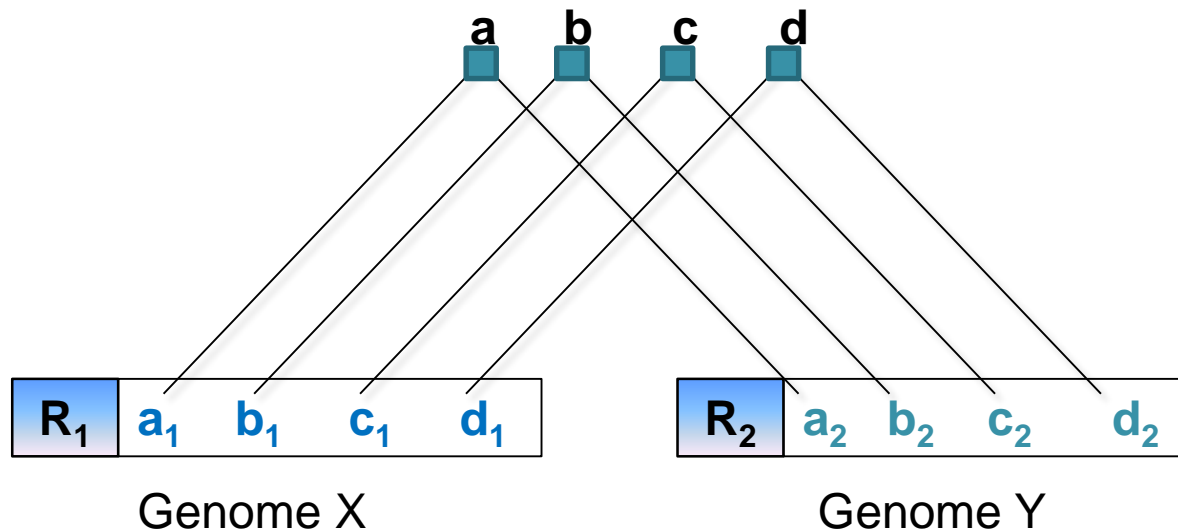 a b c d
R₁ a₁ b₁ c₁ d₁ R₂ a₂ b₂ c₂ d₂
Genome X Genome Y